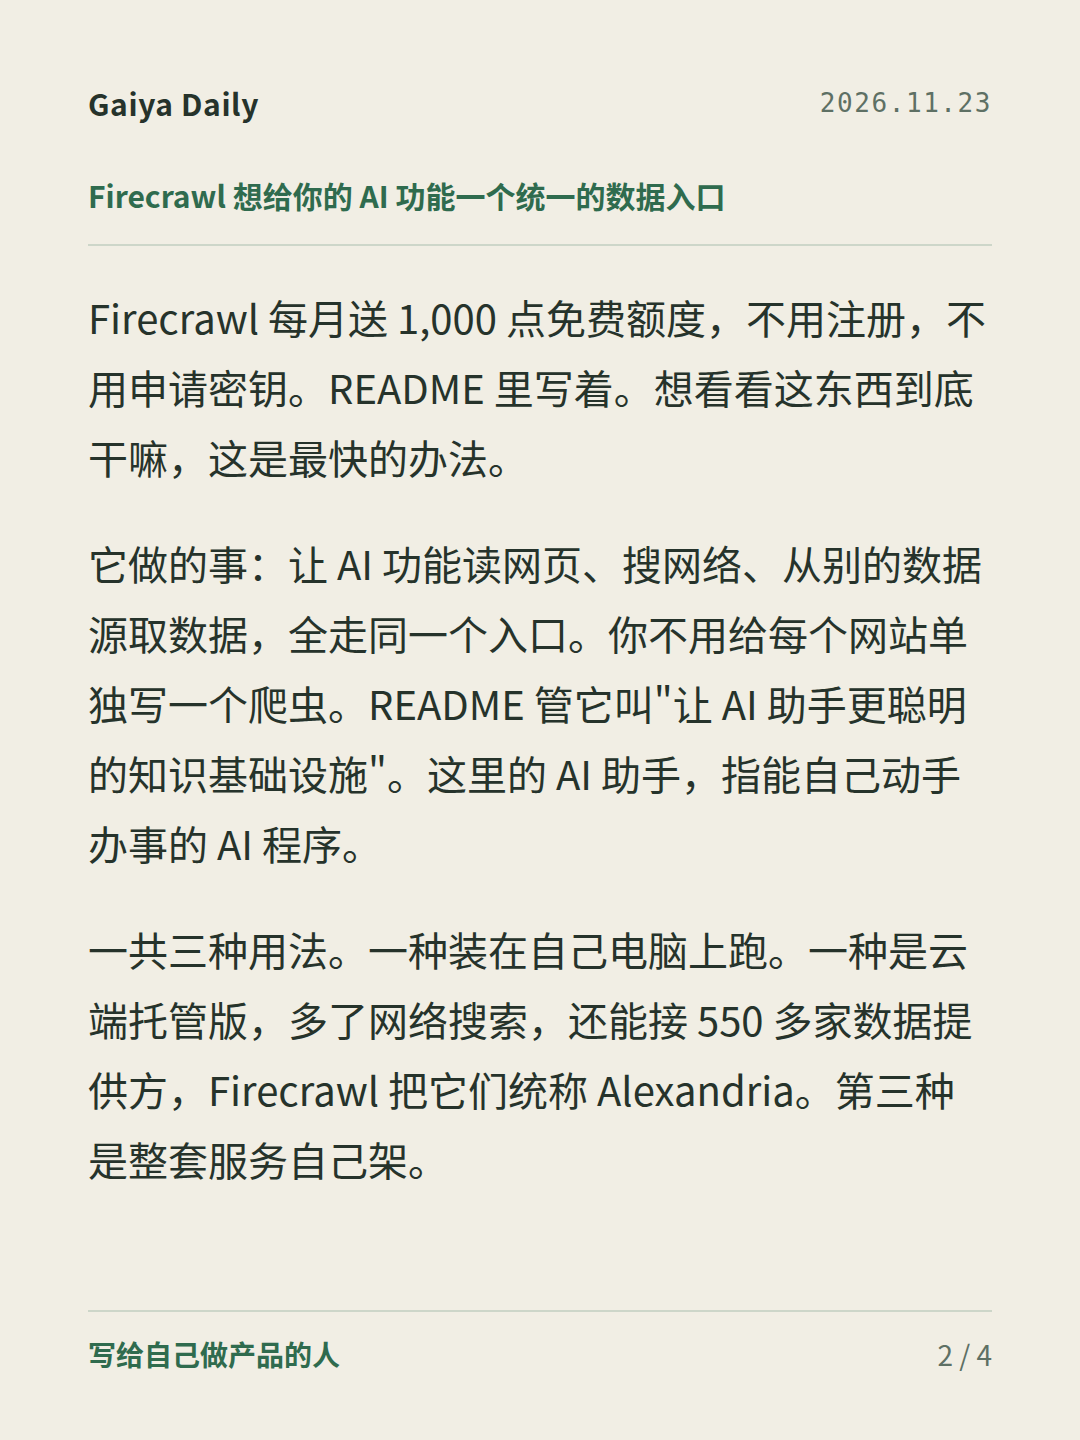 Gaiya Daily
2026.11.23
Firecrawl 想给你的 AI 功能一个统一的数据入口
Firecrawl 每月送 1,000 点免费额度，不用注册，不
用申请密钥。README 里写着。想看看这东西到底
干嘛，这是最快的办法。
它做的事：让 AI 功能读网页、搜网络、从别的数据
源取数据，全走同一个入口。你不用给每个网站单
独写一个爬虫。README 管它叫"让 AI 助手更聪明
的知识基础设施"。这里的 AI 助手，指能自己动手
办事的 AI 程序。
一共三种用法。一种装在自己电脑上跑。一种是云
端托管版，多了网络搜索，还能接 550 多家数据提
供方，Firecrawl 把它们统称 Alexandria。第三种
是整套服务自己架。
写给自己做产品的人
2 / 4